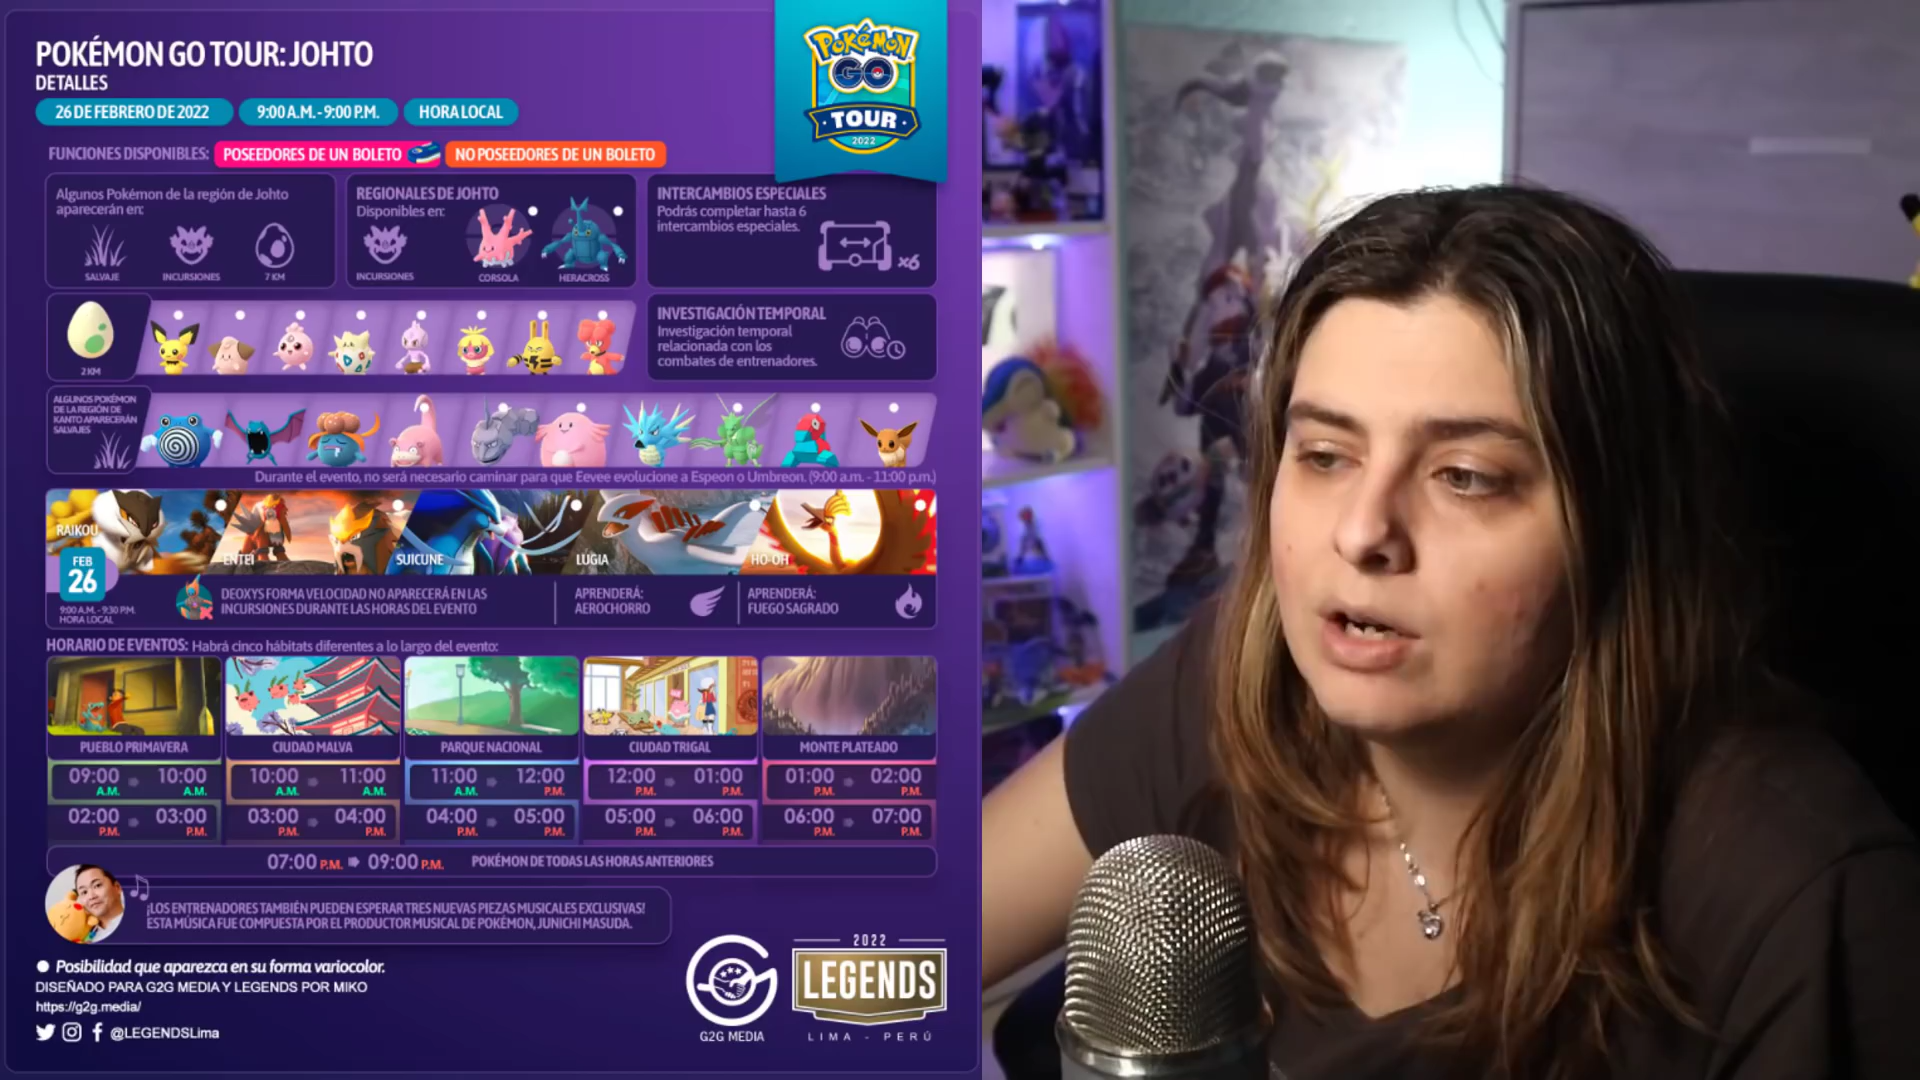 POKÉMON GO TOUR: JOHTO
DETALLES
26 DE FEBRERO DE 2022
9:00 A.M. - 9:00 P.M.
HORA LOCAL
POKÉMON
GO
TOUR
2022
FUNCIONES DISPONIBLES:
POSEEDORES DE UN BOLETO
NO POSEEDORES DE UN BOLETO
Algunos Pokémon de la región de Johto
aparecerán en:
SALVAJE
INCURSIONES
7 KM
REGIONALES DE JOHTO
Disponibles en:
INCURSIONES
CORSOLA
HERACROSS
INTERCAMBIOS ESPECIALES
Podrás completar hasta 6
intercambios especiales.
x6
2 KM
INVESTIGACIÓN TEMPORAL
Investigación temporal
relacionada con los
combates de entrenadores.
ALGUNOS POKÉMON
DE LA REGIÓN DE
KANTO APARECERÁN
SALVAJES
Durante el evento, no será necesario caminar para que Eevee evolucione a Espeon o Umbreon. (9:00 a.m. - 11:00 p.m.)
RAIKOU
ENTEI
SUICUNE
LUGIA
HO-OH
FEB
26
9:00 A.M. - 9:30 P.M.
HORA LOCAL
DEOXYS FORMA VELOCIDAD NO APARECERÁ EN LAS
INCURSIONES DURANTE LAS HORAS DEL EVENTO
APRENDERÁ:
AEROCHORRO
APRENDERÁ:
FUEGO SAGRADO
HORARIO DE EVENTOS: Habrá cinco hábitats diferentes a lo largo del evento:
PUEBLO PRIMAVERA
CIUDAD MALVA
PARQUE NACIONAL
CIUDAD TRIGAL
MONTE PLATEADO
09:00 A.M. 10:00 A.M.
10:00 A.M. 11:00 A.M.
11:00 A.M. 12:00 P.M.
12:00 P.M. 01:00 P.M.
01:00 P.M. 02:00 P.M.
02:00 P.M. 03:00 P.M.
03:00 P.M. 04:00 P.M.
04:00 P.M. 05:00 P.M.
05:00 P.M. 06:00 P.M.
06:00 P.M. 07:00 P.M.
07:00 P.M. 09:00 P.M. POKÉMON DE TODAS LAS HORAS ANTERIORES
¡LOS ENTRENADORES TAMBIÉN PUEDEN ESPERAR TRES NUEVAS PIEZAS MUSICALES EXCLUSIVAS!
ESTA MÚSICA FUE COMPUESTA POR EL PRODUCTOR MUSICAL DE POKÉMON, JUNICHI MASUDA.
Posibilidad que aparezca en su forma variocolor.
DISEÑADO PARA G2G MEDIA Y LEGENDS POR MIKO
https://g2g.media/
@LEGENDSLima
G2G MEDIA
2022
LEGENDS
LIMA - PERÚ